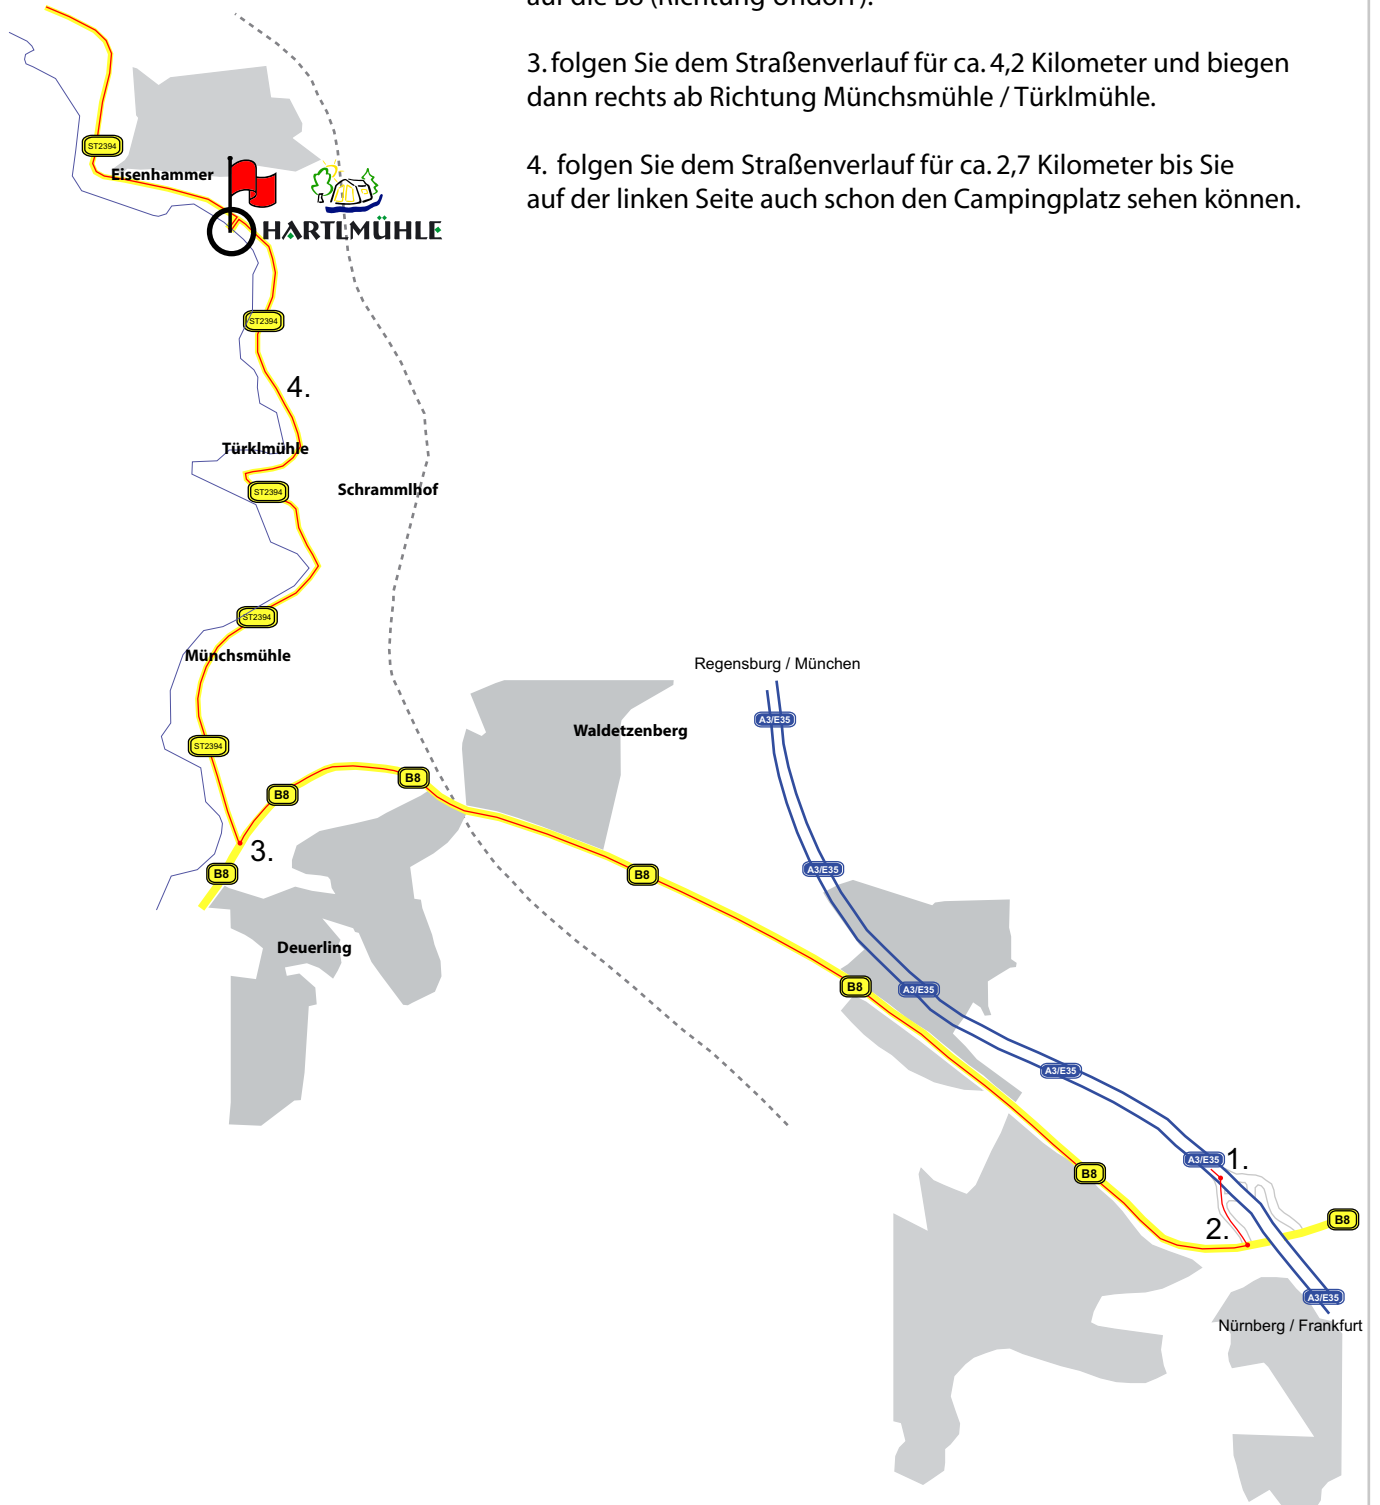 auf die B8 (Richtung Undorf).
3. folgen Sie dem Straßenverlauf für ca. 4,2 Kilometer und biegen
dann rechts ab Richtung Münchsmühle / Türklmühle.
4. folgen Sie dem Straßenverlauf für ca. 2,7 Kilometer bis Sie
auf der linken Seite auch schon den Campingplatz sehen können.
ST2394
Eisenhammer
HARTLMÜHLE
ST2394
4.
Türklmühle
Schrammlhof
ST2394
ST2394
Münchsmühle
Regensburg / München
A3/E35
Waldetzenberg
ST2394
B8
B8
3.
B8
B8
A3/E35
Deuerling
B8
A3/E35
A3/E35
A3/E35
1.
B8
2.
B8
A3/E35
Nürnberg / Frankfurt